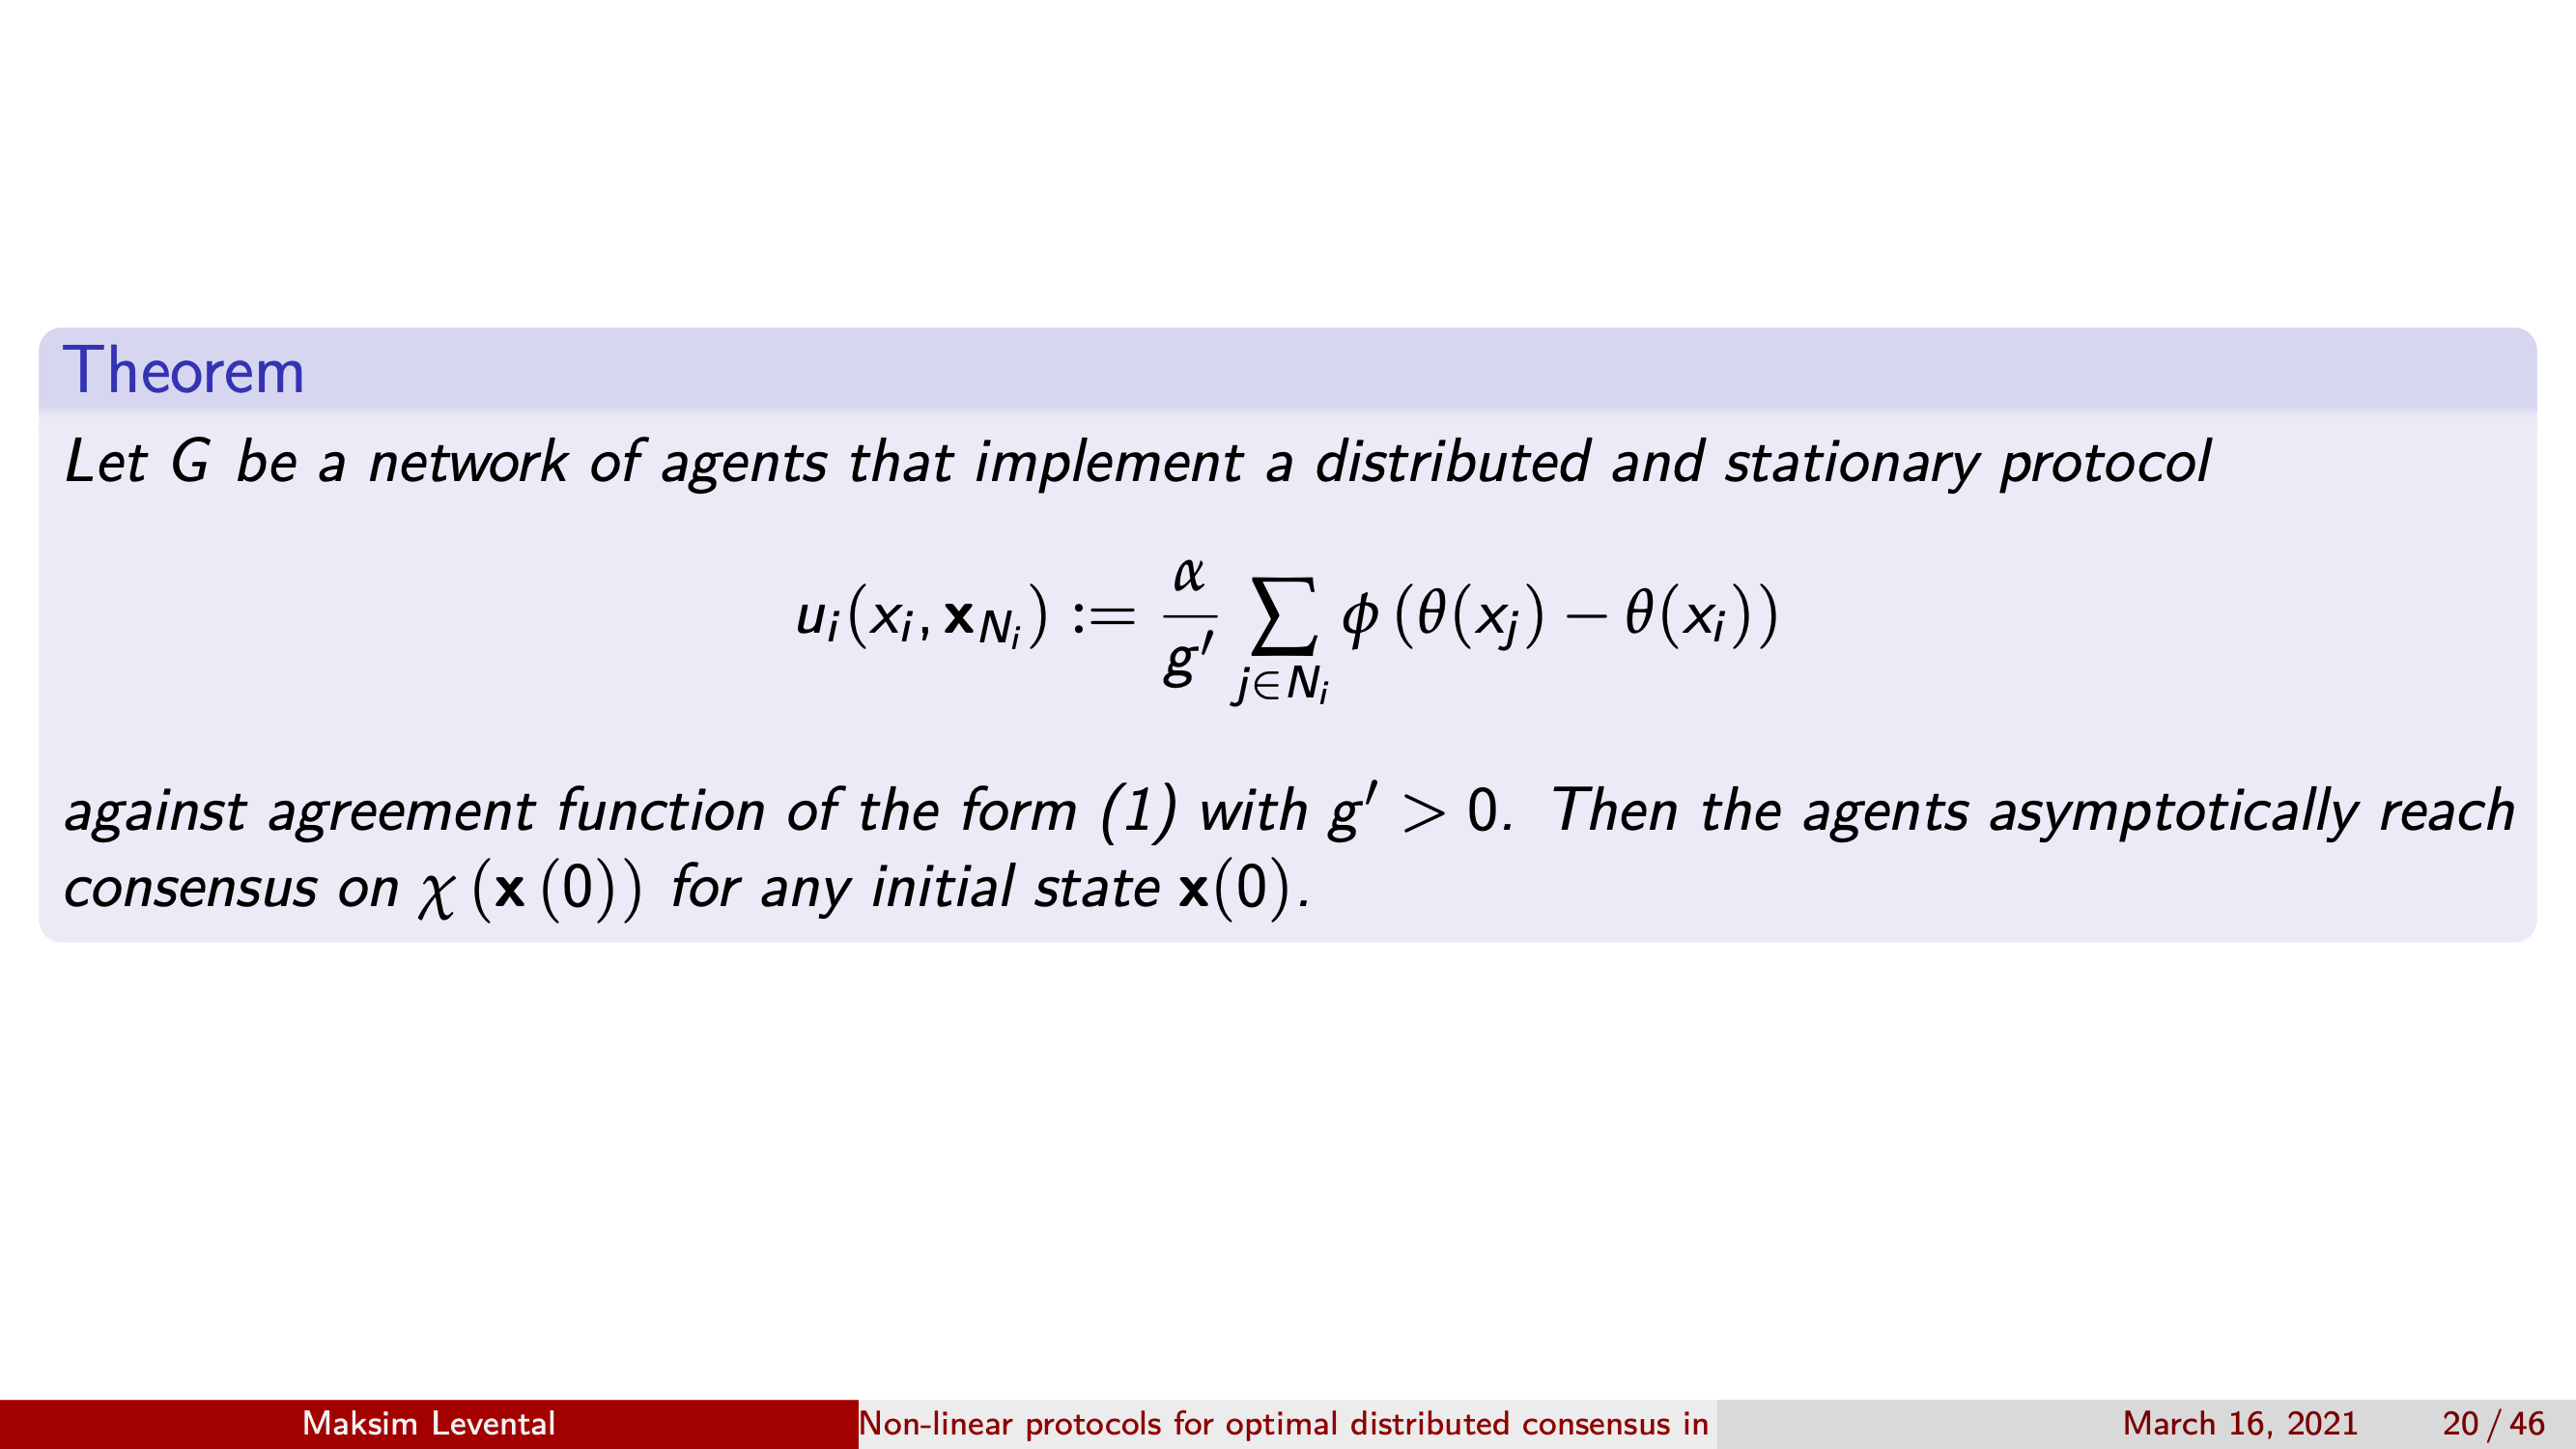 Theorem
Let G be a network of agents that implement a distributed and stationary protocol
u_i(x_i, x_{N_i}) := \frac{α}{g′} \sum_{j∈N_i} ϕ (θ(x_j) − θ(x_i))
against agreement function of the form (1) with g′ > 0. Then the agents asymptotically reach
consensus on χ (x (0)) for any initial state x(0).
Maksim Levental
Non-linear protocols for optimal distributed consensus in
March 16, 2021
20 / 46